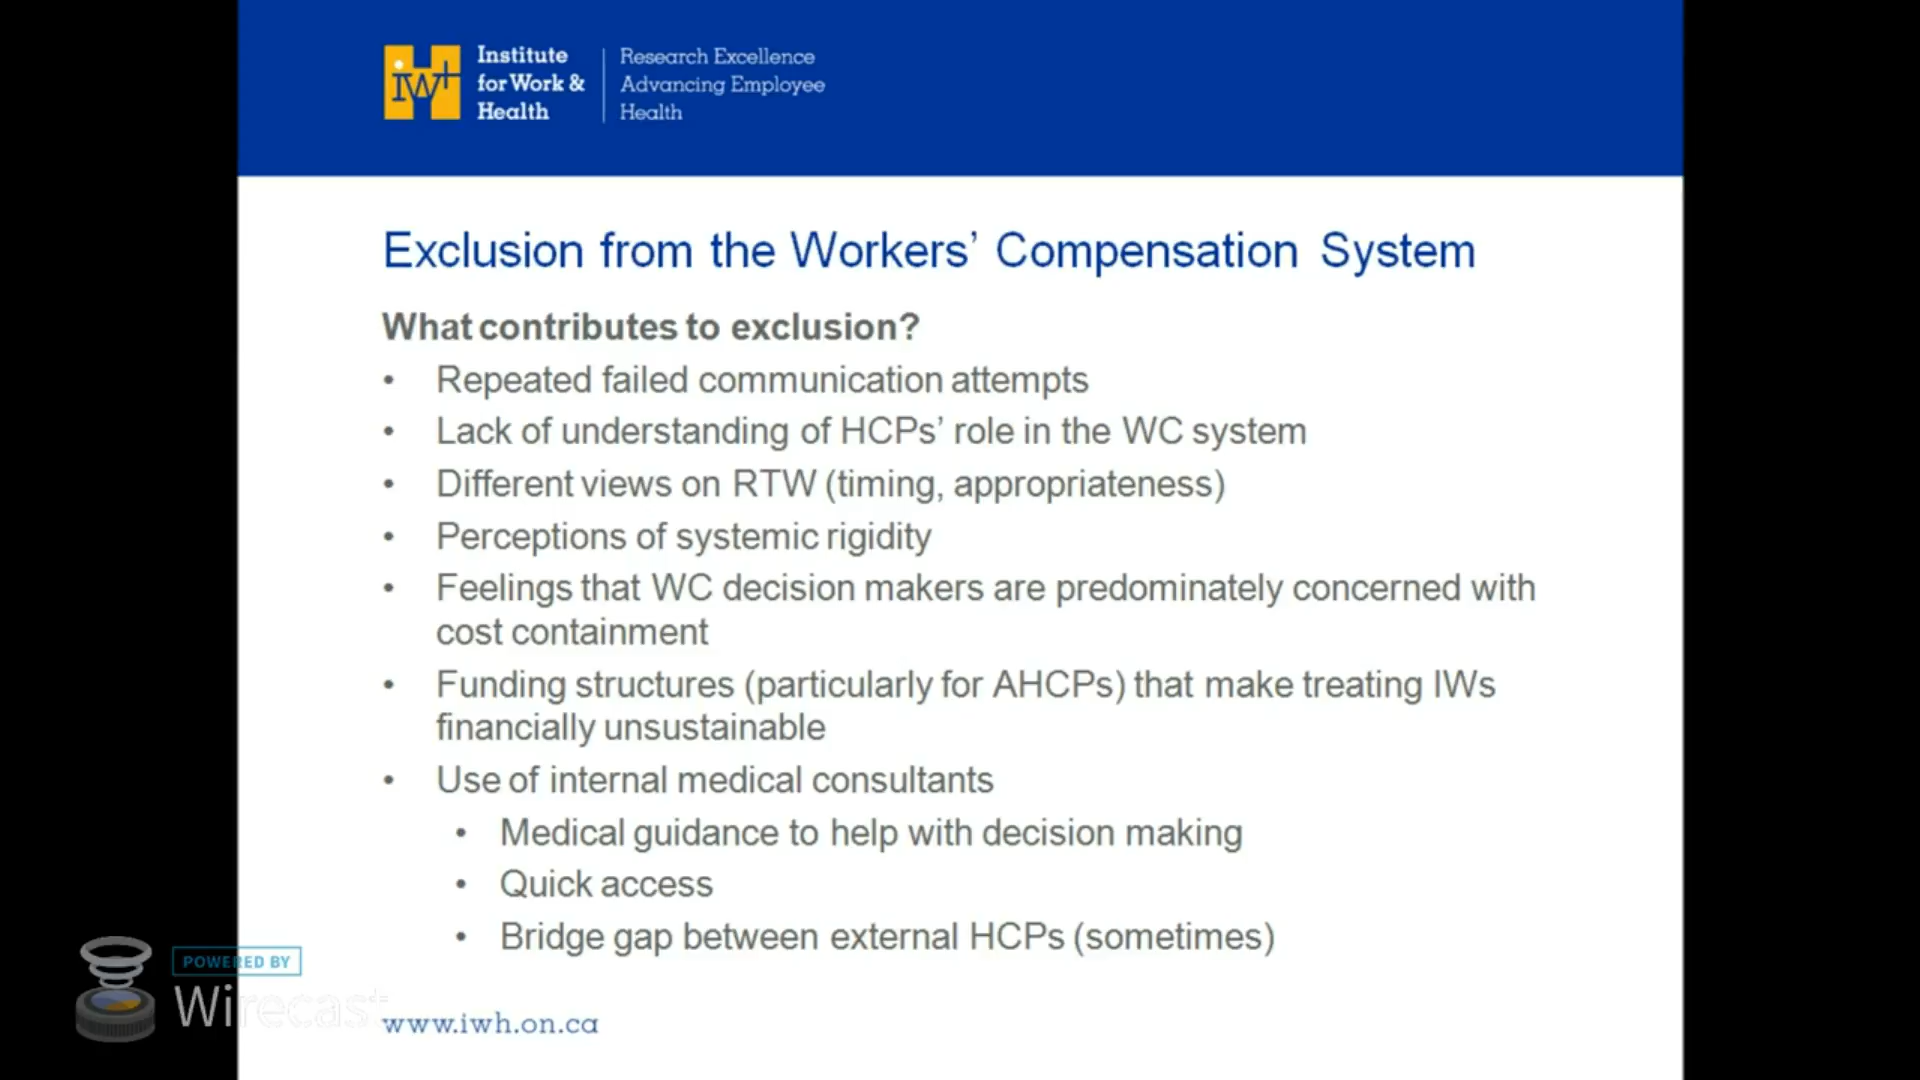 Institute
for Work &
Health
Research Excellence
Advancing Employee
Health
iw+
Exclusion from the Workers’ Compensation System
What contributes to exclusion?
• Repeated failed communication attempts
• Lack of understanding of HCPs’ role in the WC system
• Different views on RTW (timing, appropriateness)
• Perceptions of systemic rigidity
• Feelings that WC decision makers are predominately concerned with
cost containment
• Funding structures (particularly for AHCPs) that make treating IWs
financially unsustainable
• Use of internal medical consultants
• Medical guidance to help with decision making
• Quick access
• Bridge gap between external HCPs (sometimes)
POWERED BY
Wirecast
www.iwh.on.ca